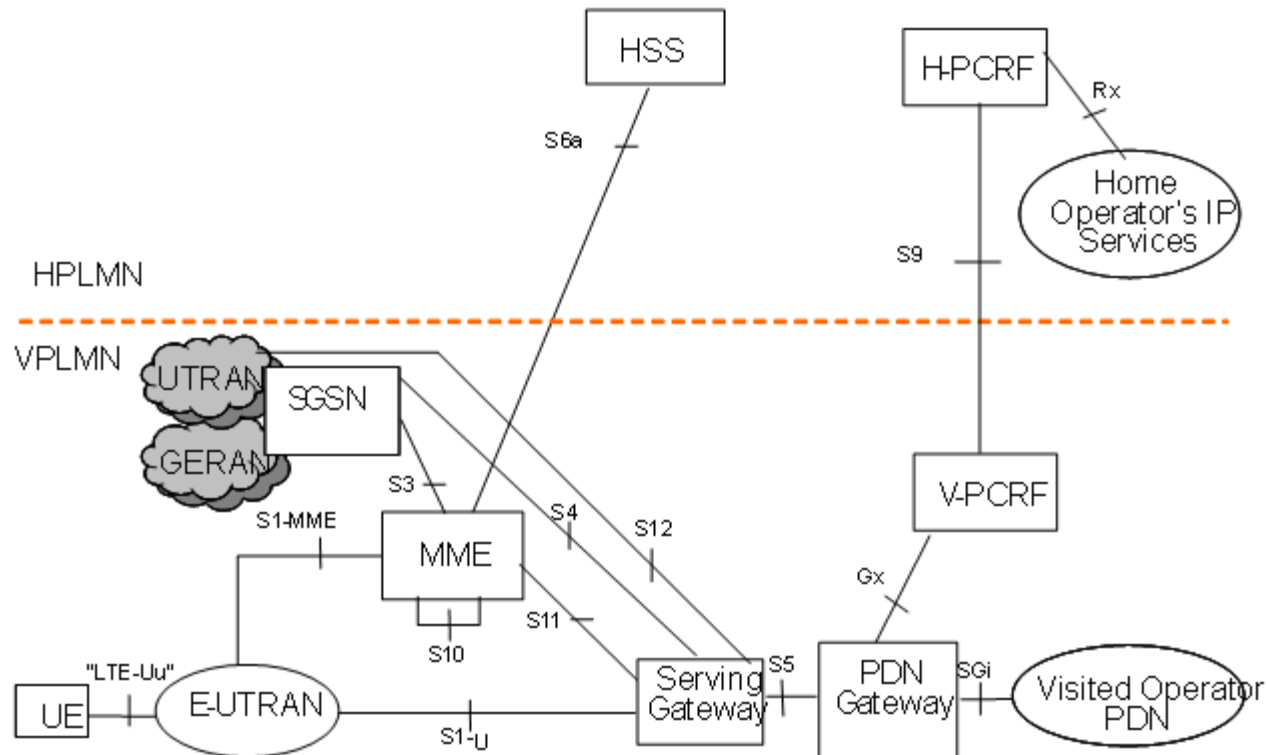 HSS
H-PCRF
Rx
S6a
Home
Operator's IP
Services
S9
HPLMN
VPLMN
UTRAN
SGSN
GERAN
S3
V-PCRF
S1-MME
S4
S12
MME
Gx
S11
S10
"LTE-Uu"
S5
SGi
UE
E-UTRAN
Serving
Gateway
PDN
Gateway
Visited Operator
PDN
S1-U